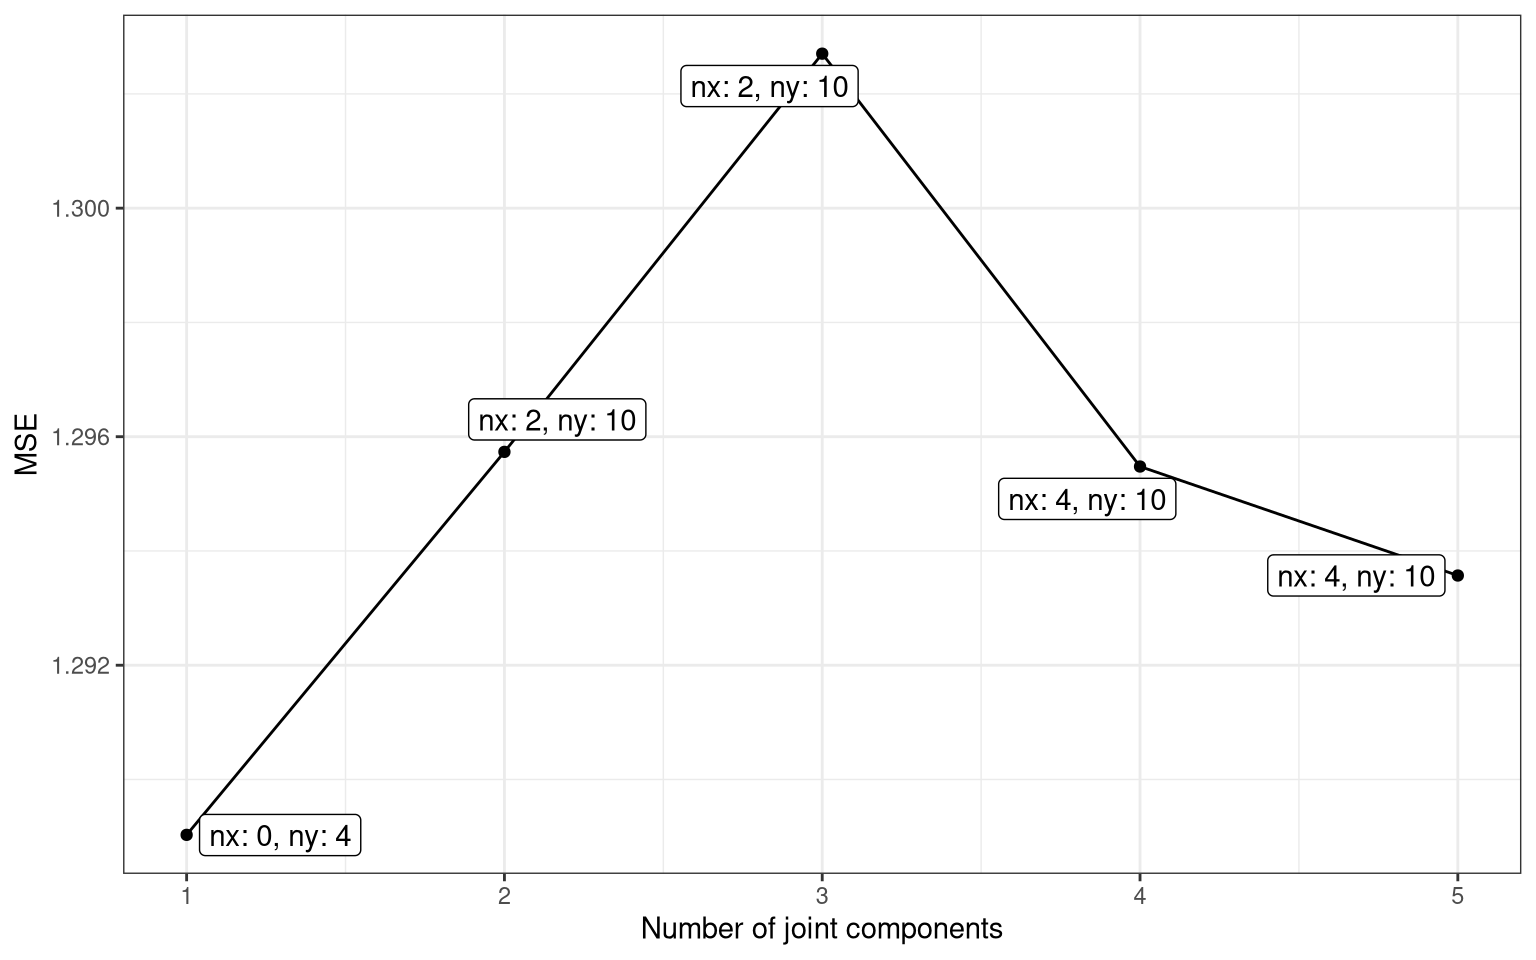 nx: 2, ny: 10
1.300
nx: 2, ny: 10
1.296
MSE
nx: 4, ny: 10
nx: 4, ny: 10
1.292
nx: 0, ny: 4
1 2 3 4 5
Number of joint components